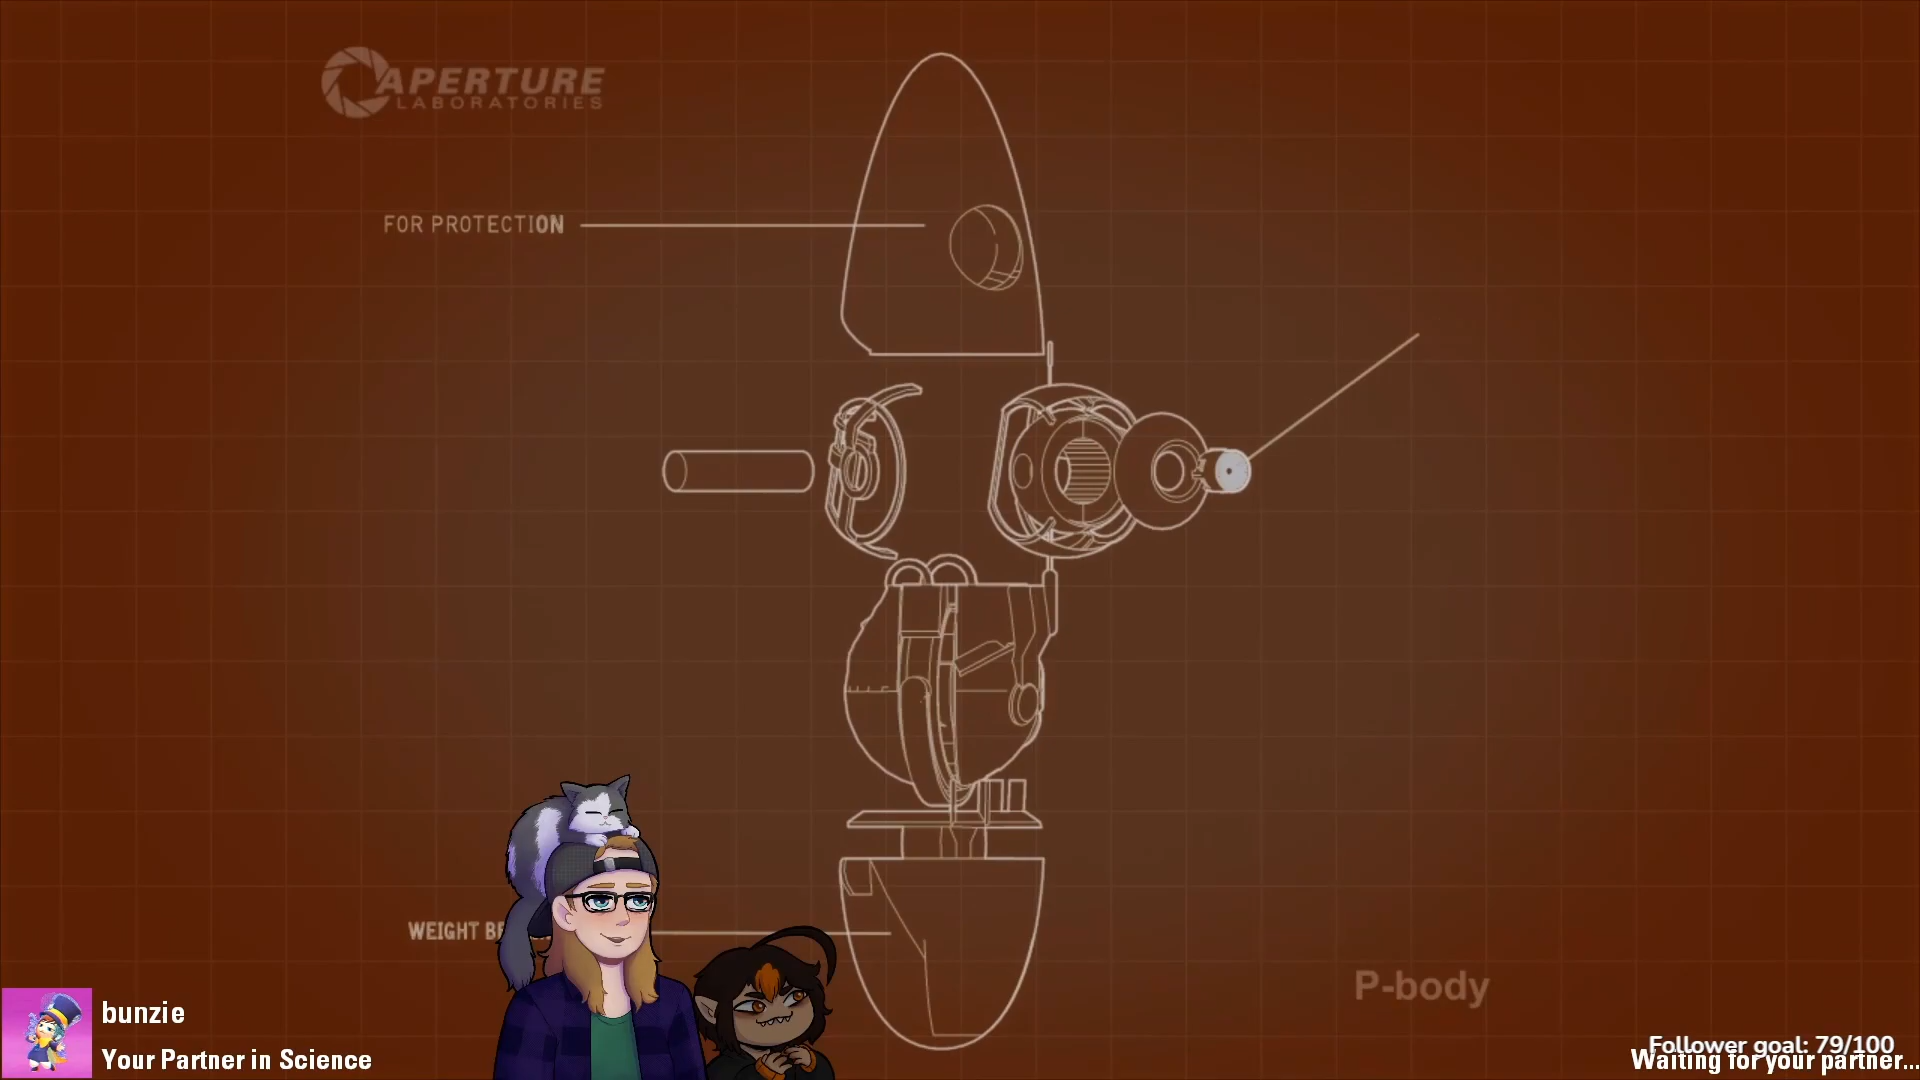 APERTURE
LABORATORIES
FOR PROTECTION
WEIGHT
P-body
bunzie
Your Partner in Science
Follower goal: 79/100
Waiting for your partner...